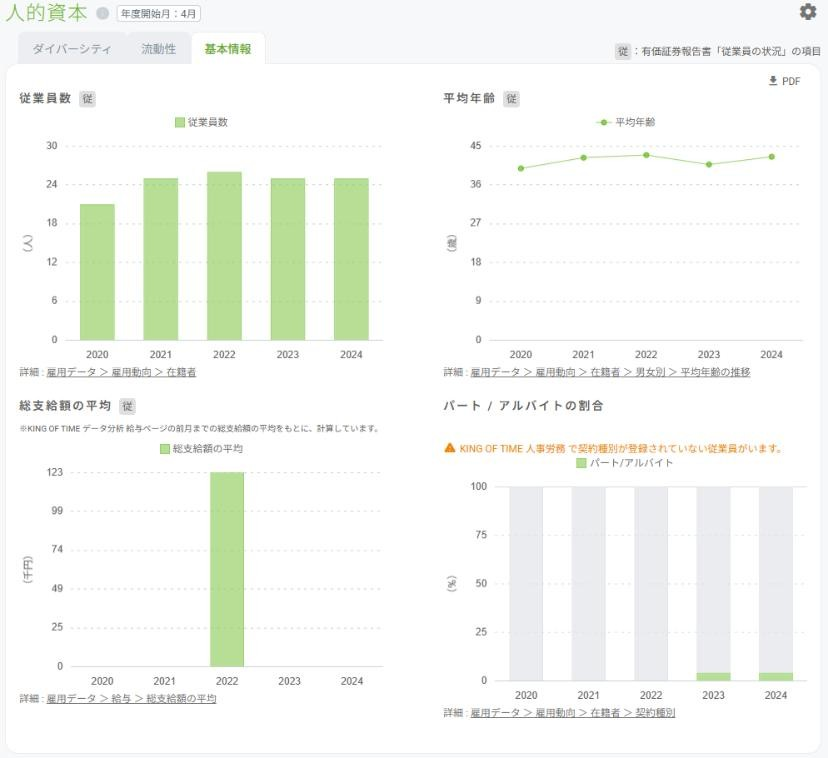 人的資本 年度開始月：4月
ダイバーシティ 流動性 基本情報
従：有価証券報告書「従業員の状況」の項目
PDF
従業員数 従
従業員数
30
24
18
12
6
0
(人)
2020 2021 2022 2023 2024
詳細 : 雇用データ ＞ 雇用動向 ＞ 在籍者
平均年齢 従
平均年齢
45
36
27
18
9
0
(歳)
2020 2021 2022 2023 2024
詳細 : 雇用データ ＞ 雇用動向 ＞ 在籍者 ＞ 男女別 ＞ 平均年齢の推移
総支給額の平均 従
※KING OF TIME データ分析 給与ページの前月までの総支給額の平均をもとに、計算しています。
総支給額の平均
123
99
74
49
25
0
(千円)
2020 2021 2022 2023 2024
詳細 : 雇用データ ＞ 給与 ＞ 総支給額の平均
パート / アルバイトの割合
KING OF TIME 人事労務 で契約種別が登録されていない従業員がいます。
パート/アルバイト
100
75
50
25
0
(%)
2020 2021 2022 2023 2024
詳細 : 雇用データ ＞ 雇用動向 ＞ 在籍者 ＞ 契約種別